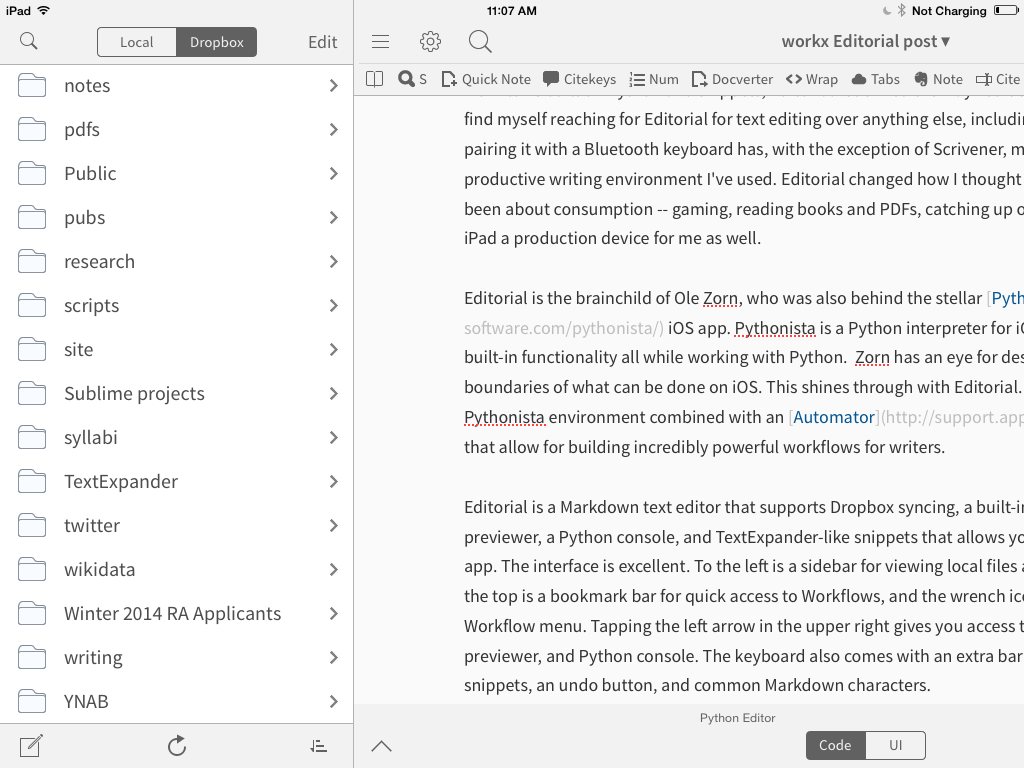 iPad 11:07 AM Not Charging
Local Dropbox Edit
workx Editorial post ▾
S Quick Note Citekeys Num Docverter Wrap Tabs Note Cite
notes
pdfs
Public
pubs
research
scripts
site
Sublime projects
syllabi
TextExpander
twitter
wikidata
Winter 2014 RA Applicants
writing
YNAB
find myself reaching for Editorial for text editing over anything else, includin
pairing it with a Bluetooth keyboard has, with the exception of Scrivener, m
productive writing environment I've used. Editorial changed how I thought
been about consumption -- gaming, reading books and PDFs, catching up o
iPad a production device for me as well.
Editorial is the brainchild of Ole Zorn, who was also behind the stellar [Pyth
software.com/pythonista/) iOS app. Pythonista is a Python interpreter for iO
built-in functionality all while working with Python.  Zorn has an eye for des
boundaries of what can be done on iOS. This shines through with Editorial.
Pythonista environment combined with an [Automator](http://support.app
that allow for building incredibly powerful workflows for writers.
Editorial is a Markdown text editor that supports Dropbox syncing, a built-in
previewer, a Python console, and TextExpander-like snippets that allows yo
app. The interface is excellent. To the left is a sidebar for viewing local files a
the top is a bookmark bar for quick access to Workflows, and the wrench ico
Workflow menu. Tapping the left arrow in the upper right gives you access t
previewer, and Python console. The keyboard also comes with an extra bar
snippets, an undo button, and common Markdown characters.
Python Editor
Code UI